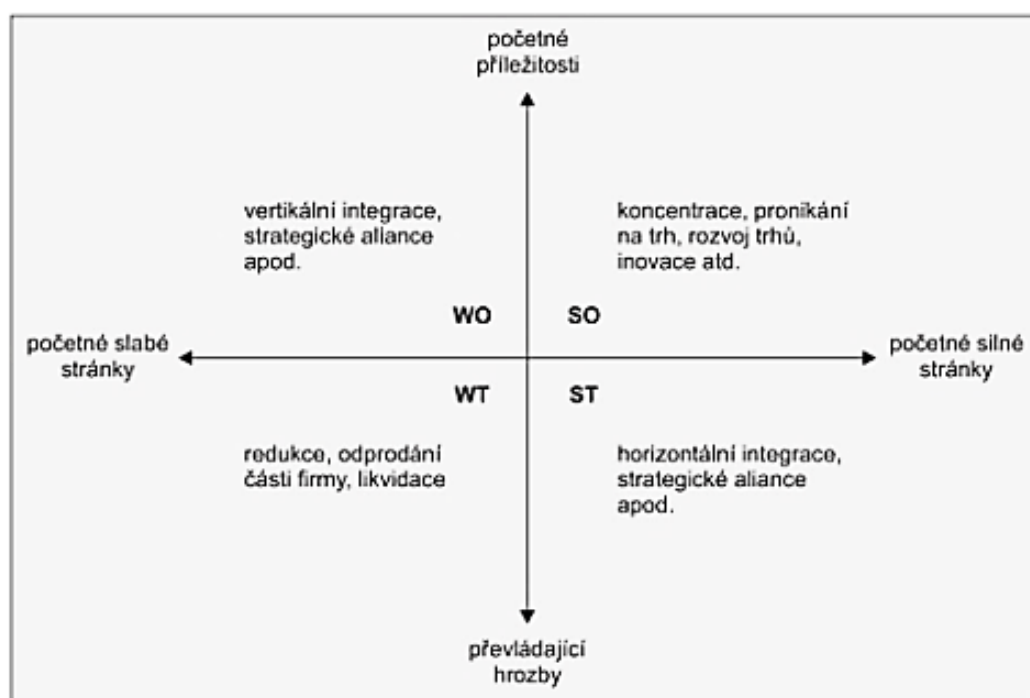 početné
příležitosti
vertikální integrace,
strategické aliance
apod.
koncentrace, pronikání
na trh, rozvoj trhů,
inovace atd.
WO
SO
početné slabé
stránky
početné silné
stránky
WT
ST
redukce, odprodání
části firmy, likvidace
horizontální integrace,
strategické aliance
apod.
převládající
hrozby